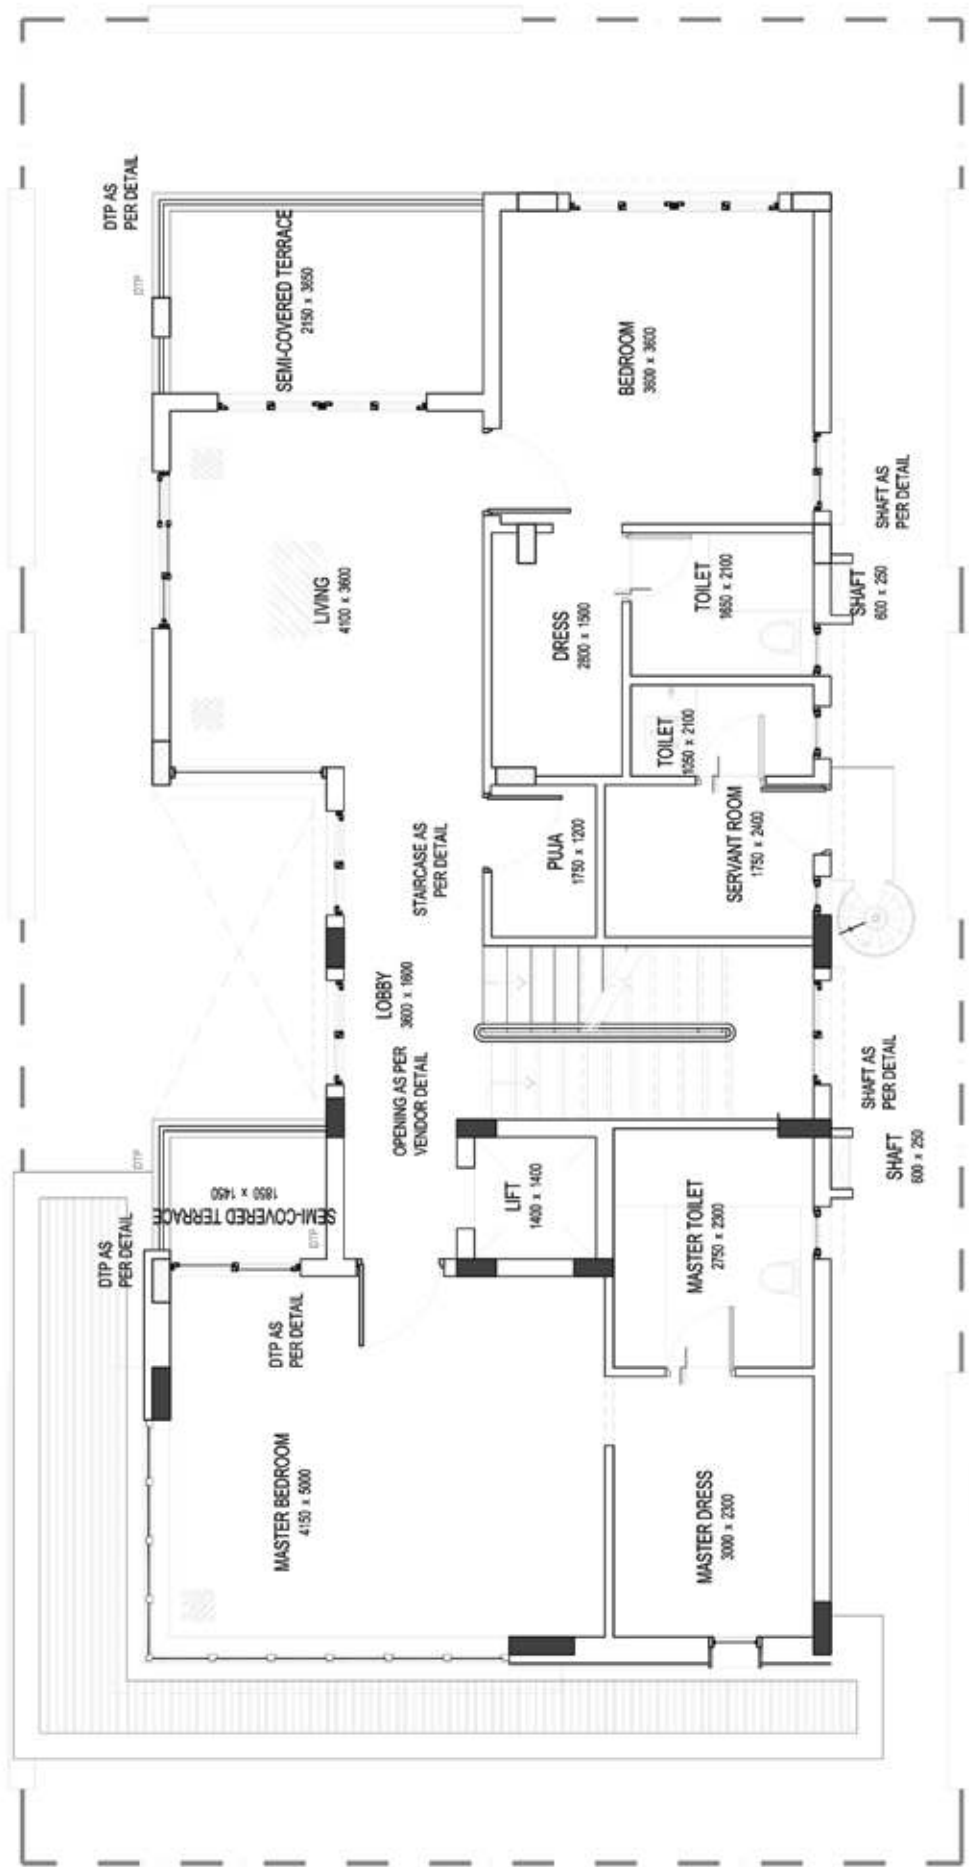 DTP AS
PER DETAIL
DTP
SEMI-COVERED TERRACE
2150 x 3650
BEDROOM
3600 x 3600
LIVING
4100 x 3600
SHAFT AS
PER DETAIL
SHAFT
600 x 250
TOILET
1650 x 2100
DRESS
2800 x 1500
TOILET
1050 x 2100
PUJA
1750 x 1200
SERVANT ROOM
1750 x 2400
STAIRCASE AS
PER DETAIL
LOBBY
3600 x 1600
OPENING AS PER
VENDOR DETAIL
SHAFT AS
PER DETAIL
SHAFT
600 x 250
DTP
SEMI-COVERED TERRACE
1850 x 1450
DTP
DTP AS
PER DETAIL
LIFT
1400 x 1400
MASTER TOILET
2750 x 2300
DTP AS
PER DETAIL
MASTER BEDROOM
4150 x 5000
MASTER DRESS
3000 x 2300